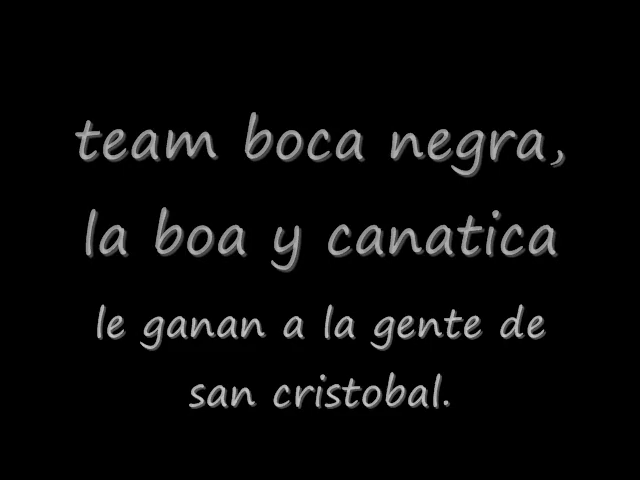 team boca negra,
la boa y canatica
le ganan a la gente de
san cristobal.